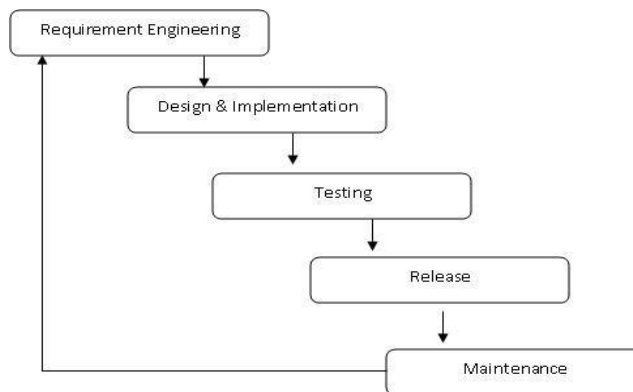 Requirement Engineering
Design & Implementation
Testing
Release
Maintenance